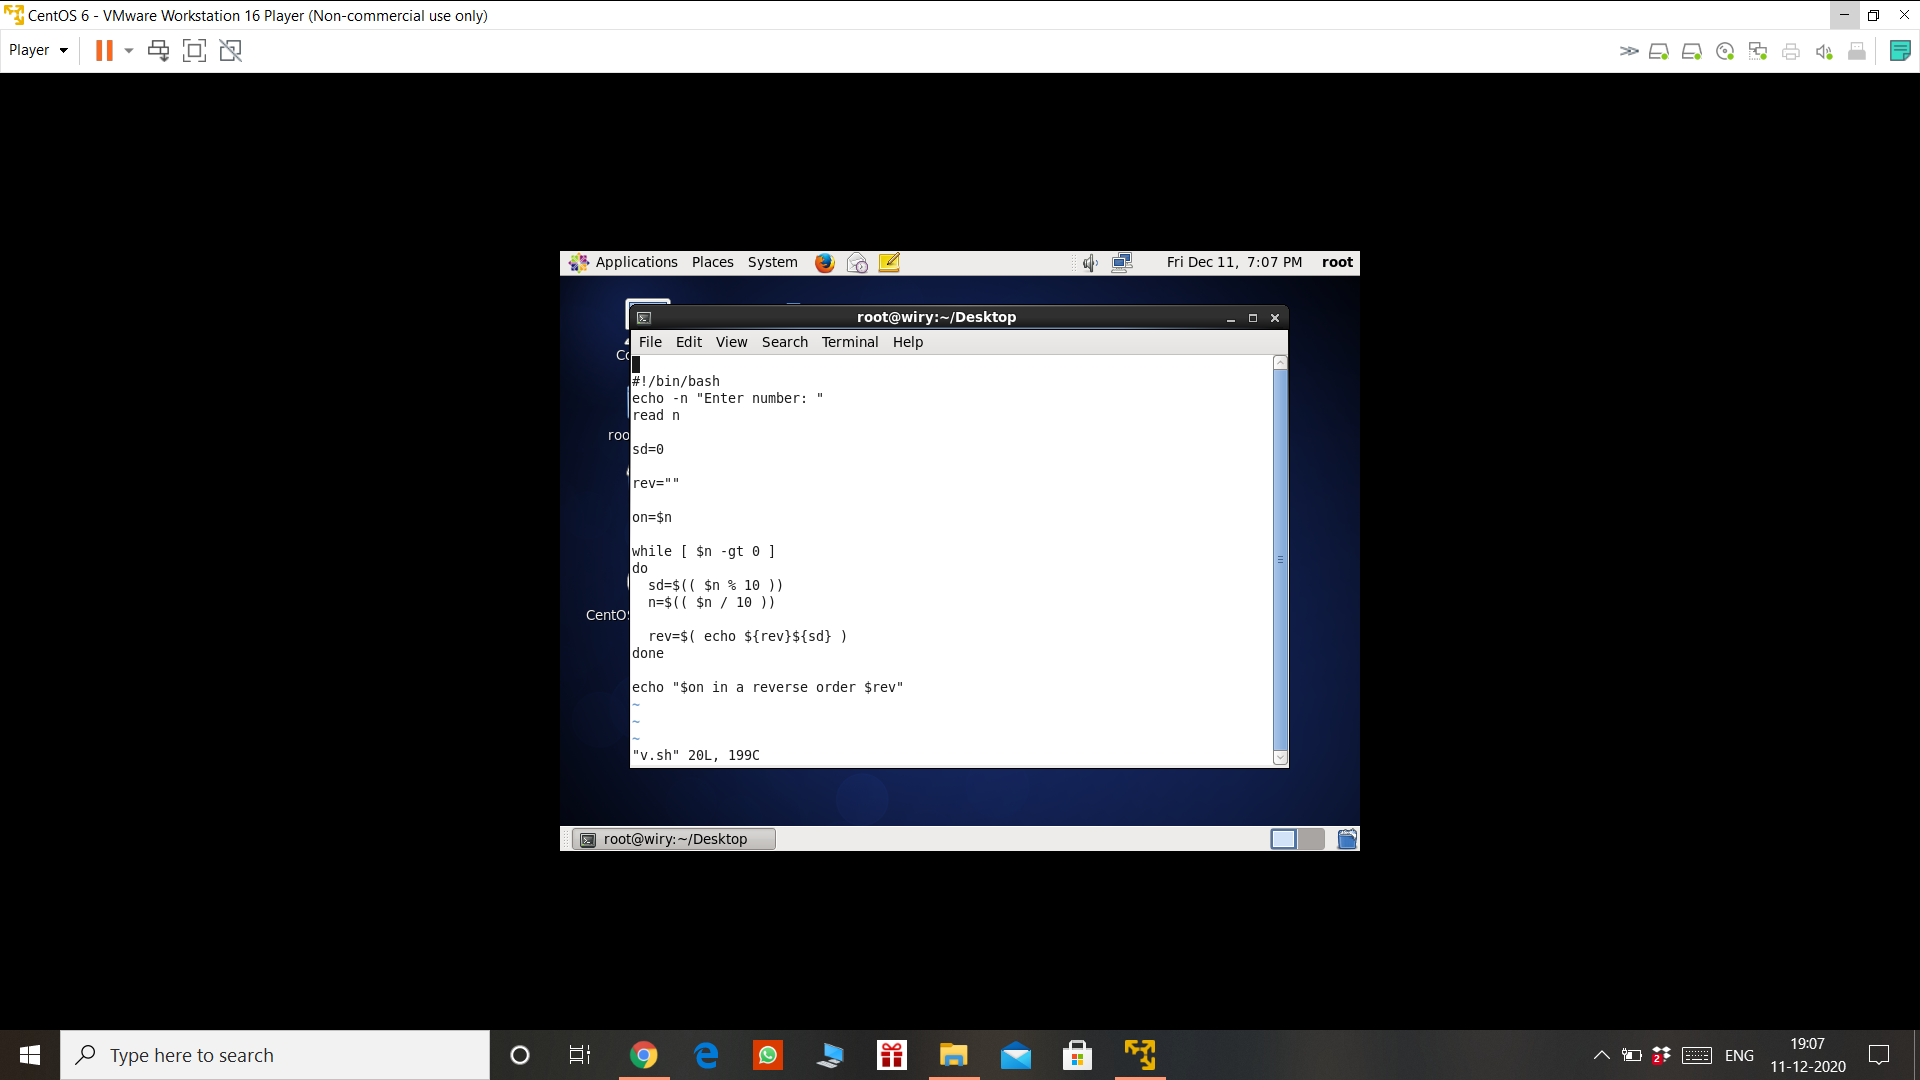 CentOS 6 - VMware Workstation 16 Player (Non-commercial use only)
Player
Applications Places System Fri Dec 11, 7:07 PM root
root@wiry:~/Desktop
File Edit View Search Terminal Help
#!/bin/bash
echo -n "Enter number: "
read n
sd=0
rev=""
on=$n
while [ $n -gt 0 ]
do
sd=$(( $n % 10 ))
n=$(( $n / 10 ))
rev=$( echo ${rev}${sd} )
done
echo "$on in a reverse order $rev"
~
~
~
"v.sh" 20L, 199C
Co
roo
CentOS
root@wiry:~/Desktop
Type here to search
2
ENG
19:07
11-12-2020